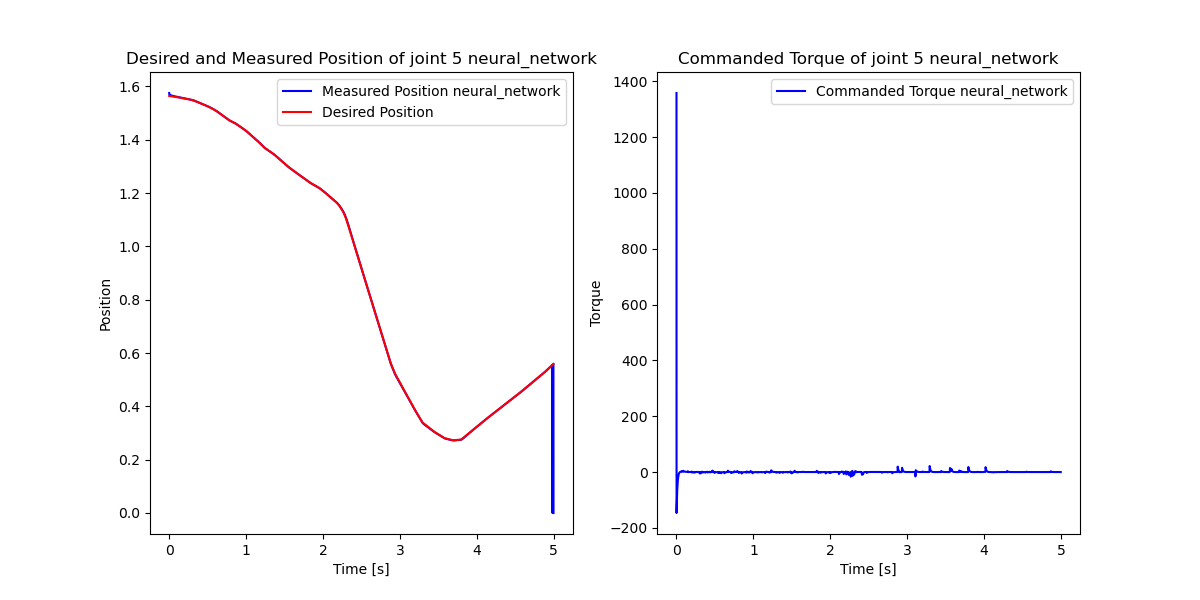 Desired and Measured Position of joint 5 neural_network
Measured Position neural_network
Desired Position
1.6
1.4
1.2
1.0
0.8
0.6
0.4
0.2
0.0
Position
0 1 2 3 4 5
Time [s]
Commanded Torque of joint 5 neural_network
Commanded Torque neural_network
1400
1200
1000
800
600
400
200
0
−200
Torque
0 1 2 3 4 5
Time [s]